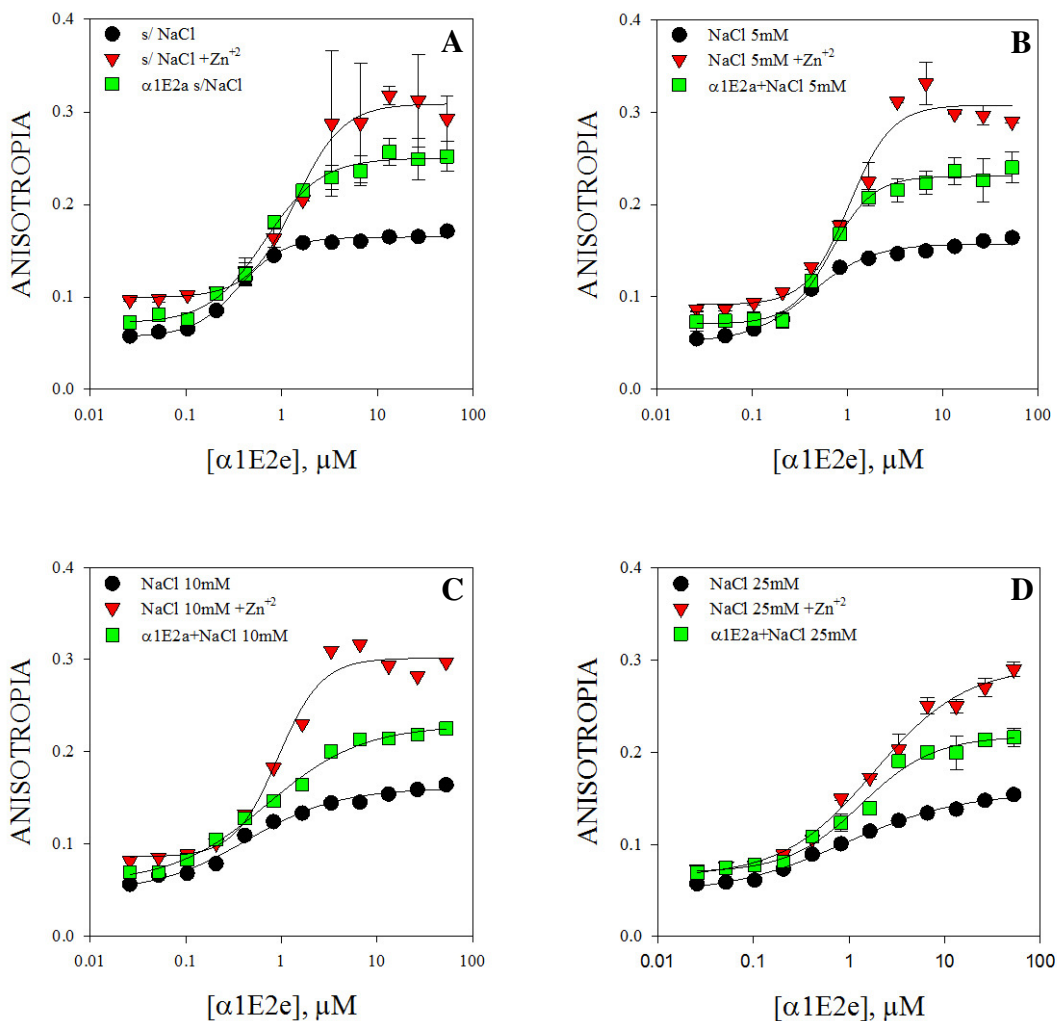 s/ NaCl
s/ NaCl +Zn⁺²
α1E2a s/NaCl
A
0.4
0.3
0.2
0.1
0.0
ANISOTROPIA
0.01 0.1 1 10 100
[α1E2e], µM
NaCl 5mM
NaCl 5mM +Zn⁺²
α1E2a+NaCl 5mM
B
0.4
0.3
0.2
0.1
0.0
ANISOTROPIA
0.01 0.1 1 10 100
[α1E2e], µM
NaCl 10mM
NaCl 10mM +Zn⁺²
α1E2a+NaCl 10mM
C
0.4
0.3
0.2
0.1
0.0
ANISOTROPIA
0.01 0.1 1 10 100
[α1E2e], µM
NaCl 25mM
NaCl 25mM +Zn⁺²
α1E2a+NaCl 25mM
D
0.4
0.3
0.2
0.1
0.0
ANISOTROPIA
0.01 0.1 1 10 100
[α1E2e], µM